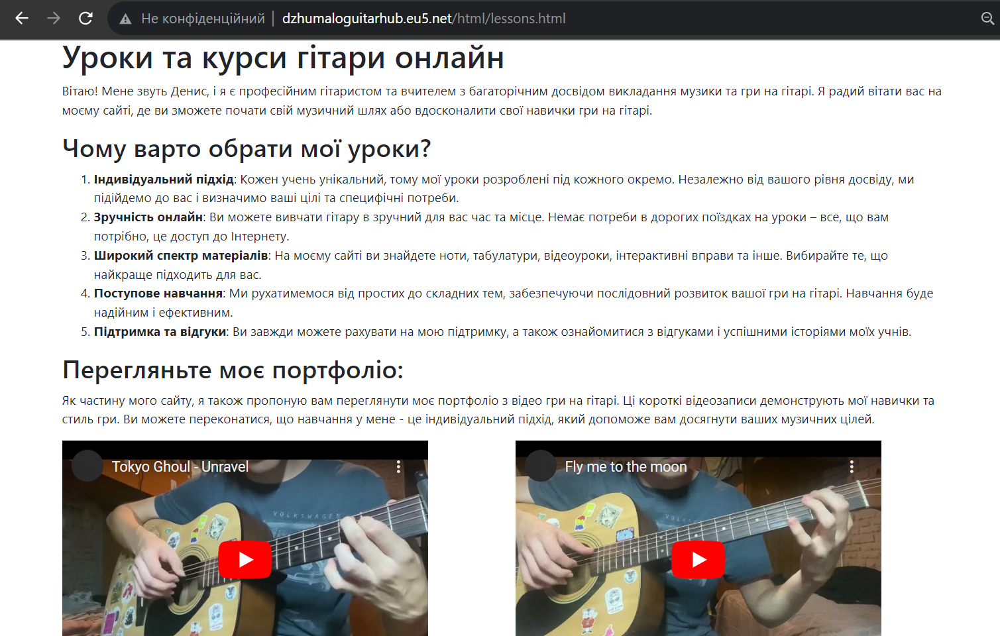 Не конфіденційний | dzhumaloguitarhub.eu5.net/html/lessons.html
Уроки та курси гітари онлайн
Вітаю! Мене звуть Денис, і я є професійним гітаристом та вчителем з багаторічним досвідом викладання музики та гри на гітарі. Я радий вітати вас на
моєму сайті, де ви зможете почати свій музичний шлях або вдосконалити свої навички гри на гітарі.
Чому варто обрати мої уроки?
1. Індивідуальний підхід: Кожен учень унікальний, тому мої уроки розроблені під кожного окремо. Незалежно від вашого рівня досвіду, ми
підійдемо до вас і визначимо ваші цілі та специфічні потреби.
2. Зручність онлайн: Ви можете вивчати гітару в зручний для вас час та місце. Немає потреби в дорогих поїздках на уроки – все, що вам
потрібно, це доступ до Інтернету.
3. Широкий спектр матеріалів: На моєму сайті ви знайдете ноти, табулатури, відеоуроки, інтерактивні вправи та інше. Вибирайте те, що
найкраще підходить для вас.
4. Поступове навчання: Ми рухатимемося від простих до складних тем, забезпечуючи послідовний розвиток вашої гри на гітарі. Навчання буде
надійним і ефективним.
5. Підтримка та відгуки: Ви завжди можете рахувати на мою підтримку, а також ознайомитися з відгуками і успішними історіями моїх учнів.
Перегляньте моє портфоліо:
Як частину мого сайту, я також пропоную вам переглянути моє портфоліо з відео гри на гітарі. Ці короткі відеозаписи демонструють мої навички та
стиль гри. Ви можете переконатися, що навчання у мене - це індивідуальний підхід, який допоможе вам досягнути ваших музичних цілей.
Tokyo Ghoul - Unravel
Fly me to the moon
VOLKSWAGEN